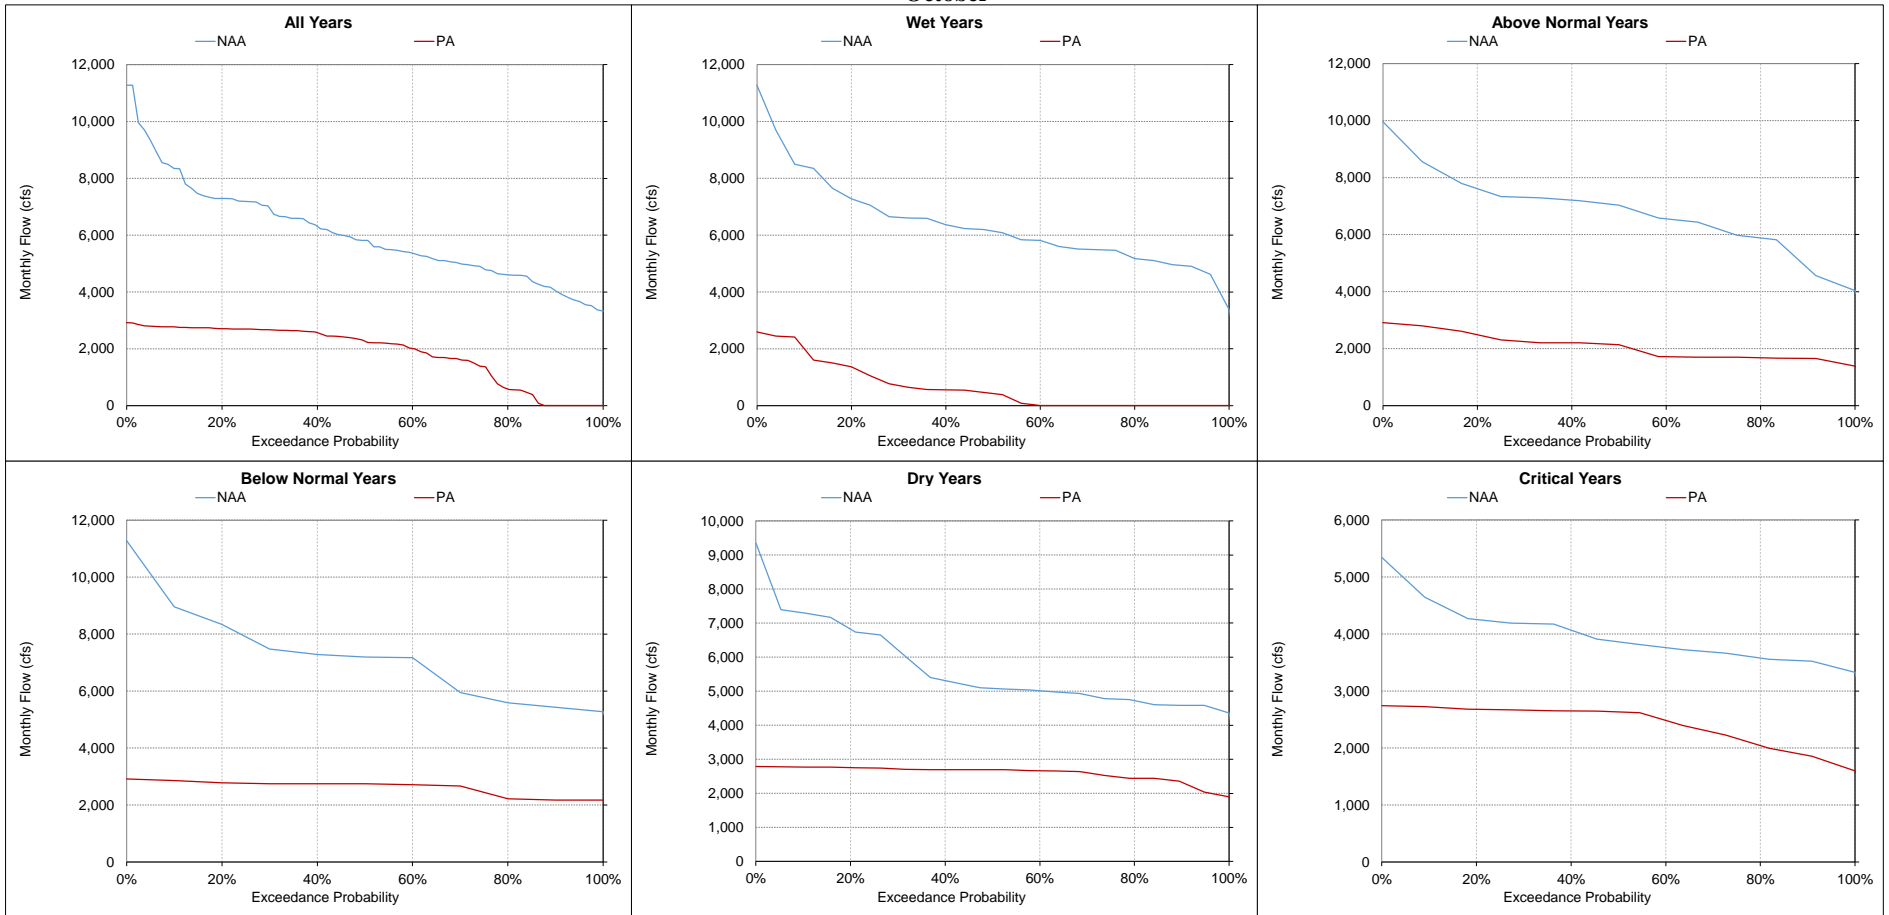 October
All Years
NAA PA
12,000
10,000
8,000
6,000
4,000
2,000
0
Monthly Flow (cfs)
0% 20% 40% 60% 80% 100%
Exceedance Probability
Wet Years
NAA PA
12,000
10,000
8,000
6,000
4,000
2,000
0
Monthly Flow (cfs)
0% 20% 40% 60% 80% 100%
Exceedance Probability
Above Normal Years
NAA PA
12,000
10,000
8,000
6,000
4,000
2,000
0
Monthly Flow (cfs)
0% 20% 40% 60% 80% 100%
Exceedance Probability
Below Normal Years
NAA PA
12,000
10,000
8,000
6,000
4,000
2,000
0
Monthly Flow (cfs)
0% 20% 40% 60% 80% 100%
Exceedance Probability
Dry Years
NAA PA
10,000
9,000
8,000
7,000
6,000
5,000
4,000
3,000
2,000
1,000
0
Monthly Flow (cfs)
0% 20% 40% 60% 80% 100%
Exceedance Probability
Critical Years
NAA PA
6,000
5,000
4,000
3,000
2,000
1,000
0
Monthly Flow (cfs)
0% 20% 40% 60% 80% 100%
Exceedance Probability